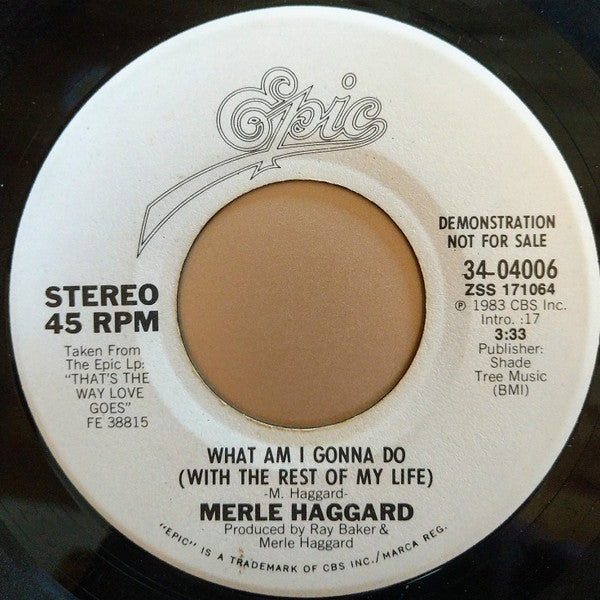 Epic
DEMONSTRATION
NOT FOR SALE
34-04006
ZSS 171064
℗ 1983 CBS Inc.
Intro. :17
3:33
Publisher:
Shade
Tree Music
(BMI)
STEREO
45 RPM
Taken From
The Epic Lp:
"THAT'S THE
WAY LOVE
GOES"
FE 38815
WHAT AM I GONNA DO
(WITH THE REST OF MY LIFE)
-M. Haggard-
MERLE HAGGARD
Produced by Ray Baker &
Merle Haggard
"EPIC" IS A TRADEMARK OF CBS INC./MARCA REG.